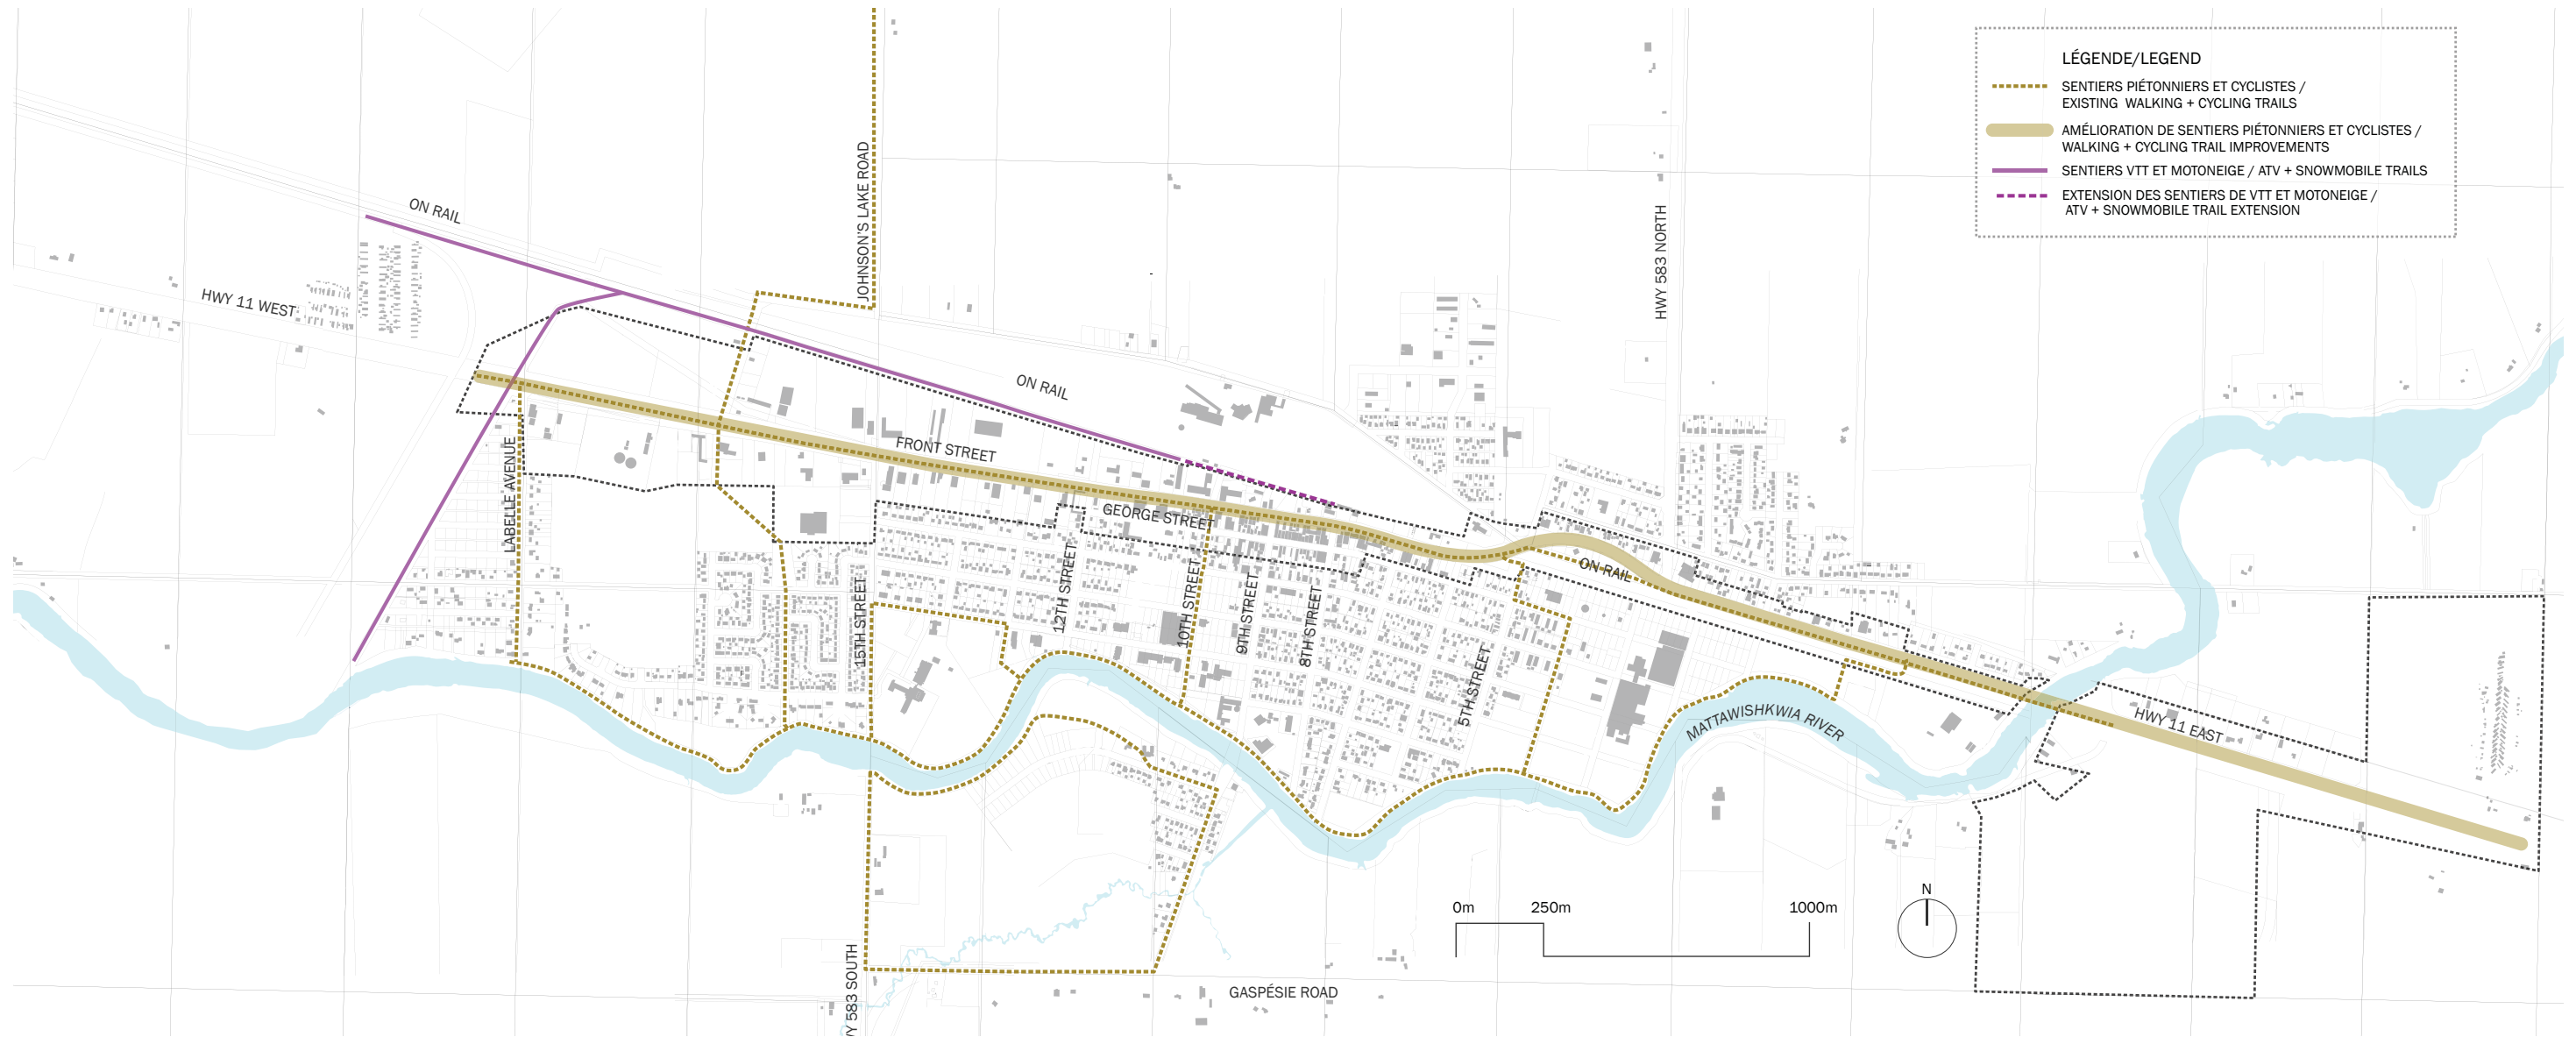 LÉGENDE/LEGEND
SENTIERS PIÉTONNIERS ET CYCLISTES /
EXISTING WALKING + CYCLING TRAILS
AMÉLIORATION DE SENTIERS PIÉTONNIERS ET CYCLISTES /
WALKING + CYCLING TRAIL IMPROVEMENTS
SENTIERS VTT ET MOTONEIGE / ATV + SNOWMOBILE TRAILS
EXTENSION DES SENTIERS DE VTT ET MOTONEIGE /
ATV + SNOWMOBILE TRAIL EXTENSION
ON RAIL
JOHNSON'S LAKE ROAD
HWY 583 NORTH
HWY 11 WEST
ON RAIL
FRONT STREET
LABELLE AVENUE
GEORGE STREET
ON RAIL
12TH STREET
10TH STREET
9TH STREET
8TH STREET
15TH STREET
5TH STREET
MATTAWISHKWIA RIVER
HWY 11 EAST
N
0m 250m 1000m
WY 583 SOUTH
GASPÉSIE ROAD